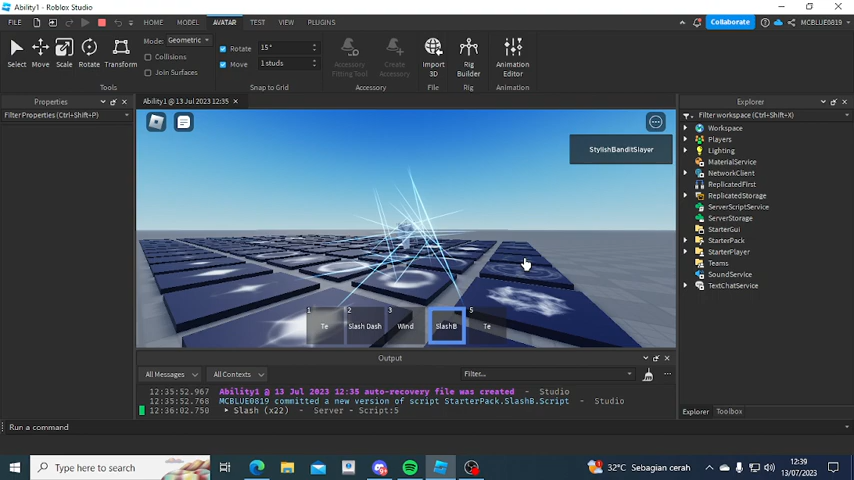 Ability1 - Roblox Studio
FILE HOME MODEL AVATAR TEST VIEW PLUGINS Collaborate MCBLUE0819
Select Move Scale Rotate Transform
Mode: Geometric
Collisions
Join Surfaces
Tools
Rotate 15°
Move 1 studs
Snap to Grid
Accessory Fitting Tool
Create Accessory
Accessory
Import 3D
File
Rig Builder
Rig
Animation Editor
Animation
Properties
Filter Properties (Ctrl+Shift+P)
Ability1 @ 13 Jul 2023 12:35
StylishBanditSlayer
1 Te
2 Slash Dash
3 Wind
SlashB
5 Te
Explorer
Filter workspace (Ctrl+Shift+X)
Workspace
Players
Lighting
MaterialService
NetworkClient
ReplicatedFirst
ReplicatedStorage
ServerScriptService
ServerStorage
StarterGui
StarterPack
StarterPlayer
Teams
SoundService
TextChatService
Explorer Toolbox
Output
All Messages All Contexts Filter...
12:35:52.967 Ability1 @ 13 Jul 2023 12:35 auto-recovery file was created - Studio
12:35:52.768 MCBLUE0819 committed a new version of script StarterPack.SlashB.Script - Studio
12:36:02.750 Slash (x22) - Server - Script:5
Run a command
Type here to search
32°C Sebagian cerah
12:39
13/07/2023